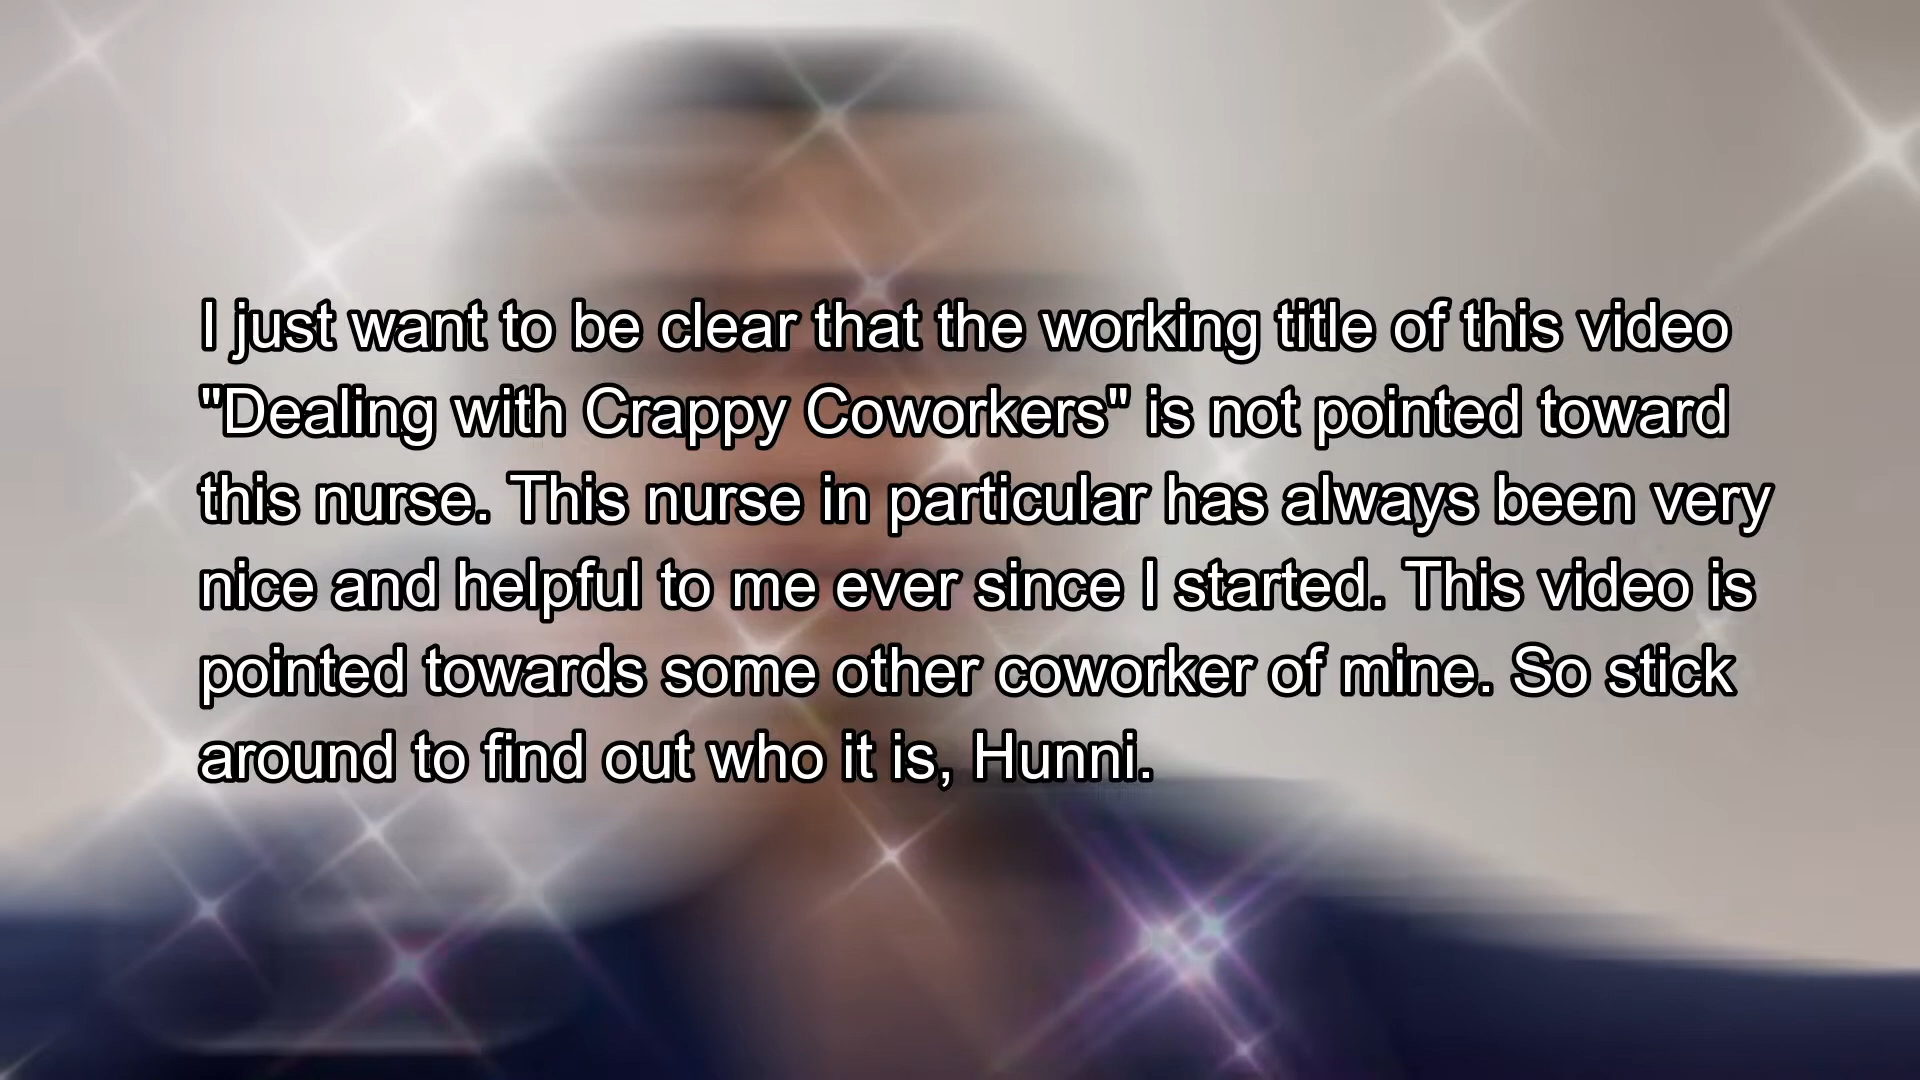 I just want to be clear that the working title of this video
"Dealing with Crappy Coworkers" is not pointed toward
this nurse. This nurse in particular has always been very
nice and helpful to me ever since I started. This video is
pointed towards some other coworker of mine. So stick
around to find out who it is, Hunni.